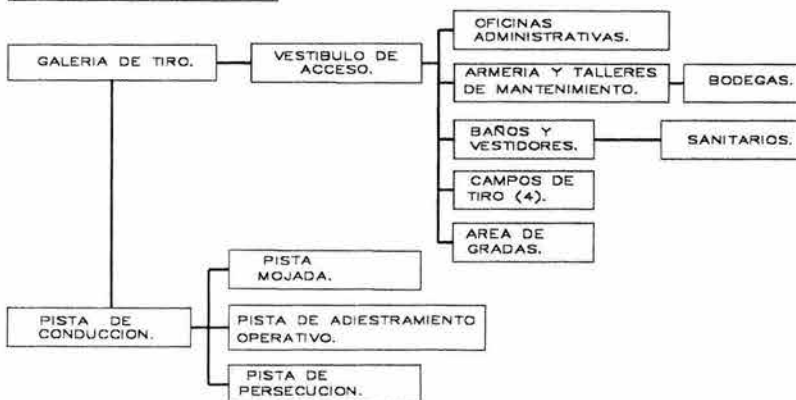 OFICINAS
ADMINISTRATIVAS.
GALERIA DE TIRO.
VESTIBULO DE
ACCESO.
ARMERIA Y TALLERES
DE MANTENIMIENTO.
BODEGAS.
BAÑOS Y
VESTIDORES.
SANITARIOS.
CAMPOS DE
TIRO (4).
AREA DE
GRADAS.
PISTA
MOJADA.
PISTA DE
CONDUCCION.
PISTA DE ADIESTRAMIENTO
OPERATIVO.
PISTA DE
PERSECUCION.